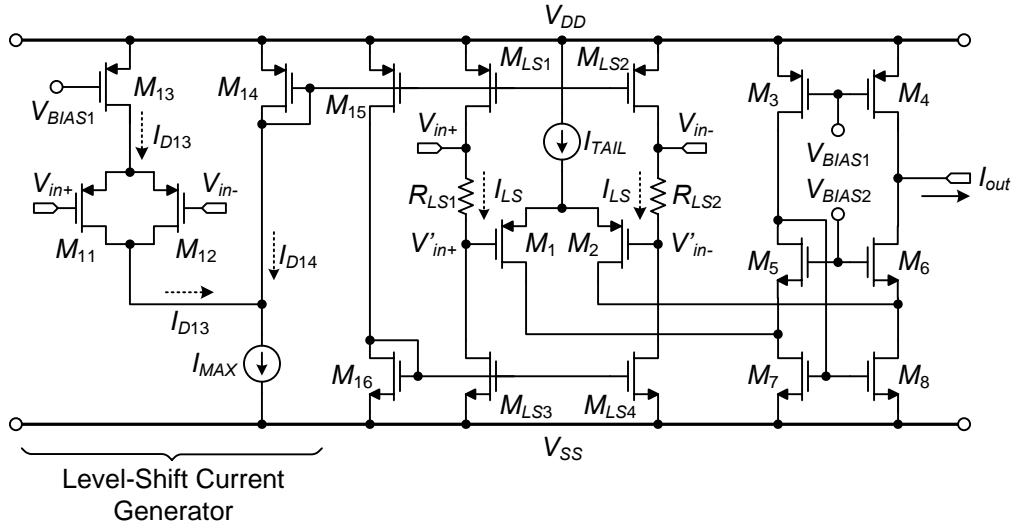 V_DD
M_13
M_14
M_15
M_LS1
M_LS2
M_3
M_4
V_BIAS1
I_D13
V_in+
V_in-
V_in+
I_TAIL
V_in-
V_BIAS1
I_out
R_LS1
I_LS
I_LS
R_LS2
V_BIAS2
M_11
M_12
I_D14
V'_in+
M_1
M_2
V'_in-
M_5
M_6
I_D13
I_MAX
M_16
M_LS3
M_LS4
M_7
M_8
V_SS
Level-Shift Current
Generator